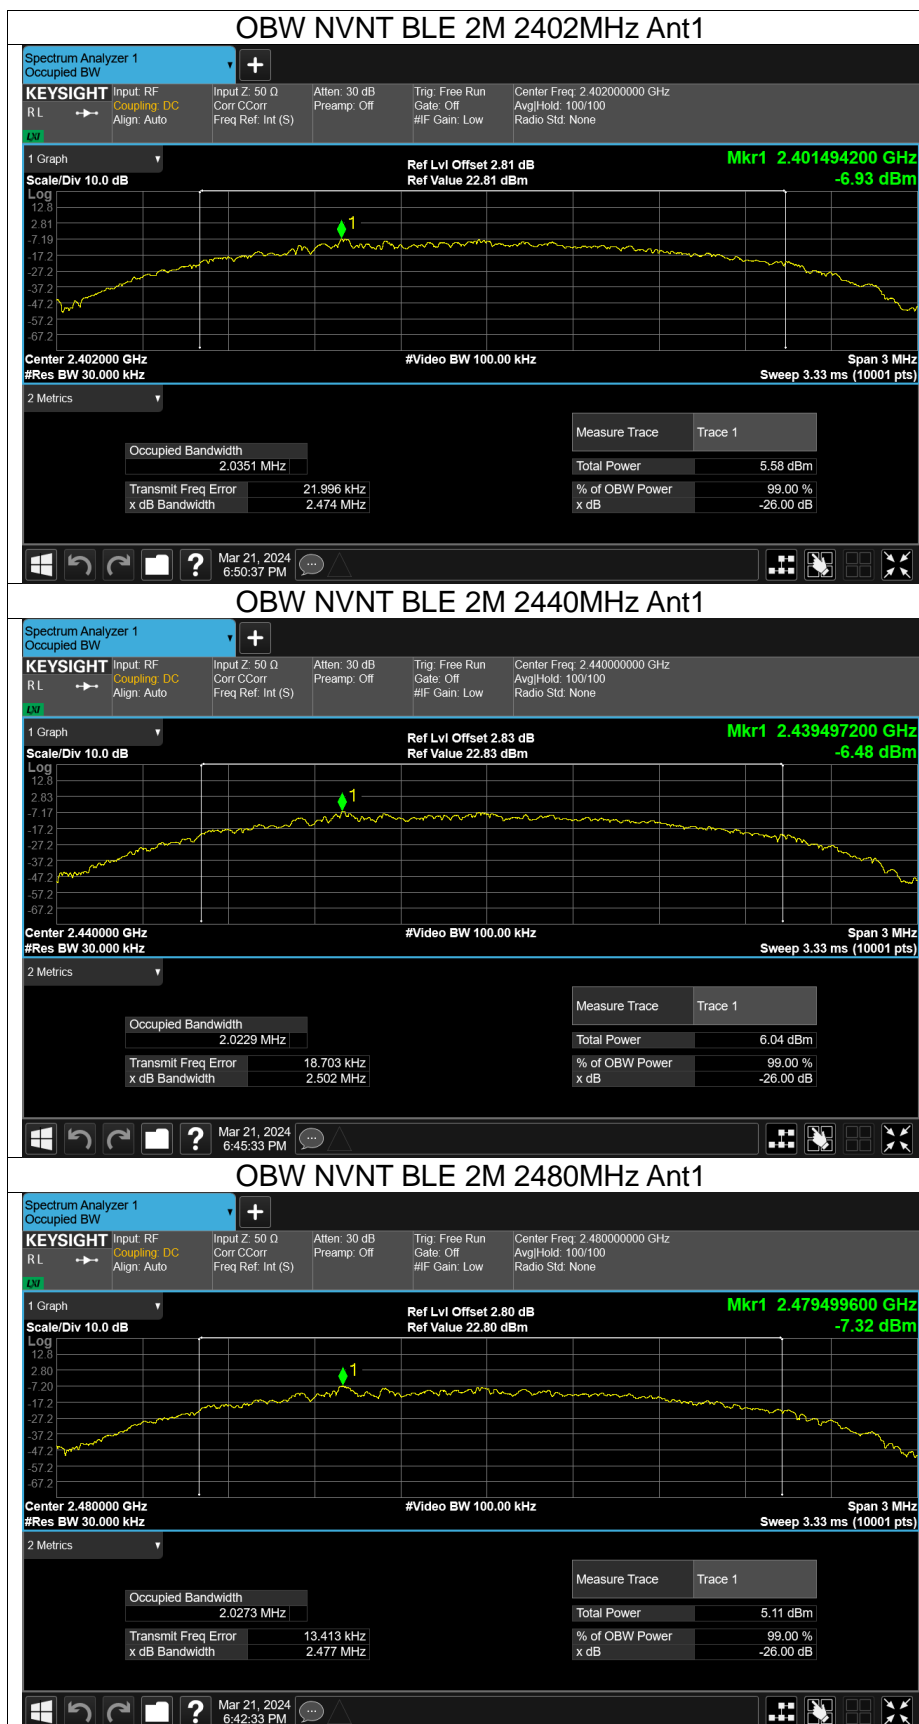 OBW NVNT BLE 2M 2402MHz Ant1
Spectrum Analyzer 1
Occupied BW
KEYSIGHT Input: RF Input Z: 50 Ω Atten: 30 dB Trig: Free Run Center Freq: 2.402000000 GHz
R L Coupling: DC Corr CCorr Preamp: Off Gate: Off Avg|Hold: 100/100
Align: Auto Freq Ref: Int (S) #IF Gain: Low Radio Std: None
LXI
1 Graph Ref Lvl Offset 2.81 dB Mkr1 2.401494200 GHz
Scale/Div 10.0 dB Ref Value 22.81 dBm -6.93 dBm
Log
12.8
2.81 1
-7.19
-17.2
-27.2
-37.2
-47.2
-57.2
-67.2
Center 2.402000 GHz #Video BW 100.00 kHz Span 3 MHz
#Res BW 30.000 kHz Sweep 3.33 ms (10001 pts)
2 Metrics
Measure Trace Trace 1
Occupied Bandwidth
2.0351 MHz Total Power 5.58 dBm
Transmit Freq Error 21.996 kHz % of OBW Power 99.00 %
x dB Bandwidth 2.474 MHz x dB -26.00 dB
Mar 21, 2024
6:50:37 PM
OBW NVNT BLE 2M 2440MHz Ant1
Spectrum Analyzer 1
Occupied BW
KEYSIGHT Input: RF Input Z: 50 Ω Atten: 30 dB Trig: Free Run Center Freq: 2.440000000 GHz
R L Coupling: DC Corr CCorr Preamp: Off Gate: Off Avg|Hold: 100/100
Align: Auto Freq Ref: Int (S) #IF Gain: Low Radio Std: None
LXI
1 Graph Ref Lvl Offset 2.83 dB Mkr1 2.439497200 GHz
Scale/Div 10.0 dB Ref Value 22.83 dBm -6.48 dBm
Log
12.8
2.83 1
-7.17
-17.2
-27.2
-37.2
-47.2
-57.2
-67.2
Center 2.440000 GHz #Video BW 100.00 kHz Span 3 MHz
#Res BW 30.000 kHz Sweep 3.33 ms (10001 pts)
2 Metrics
Measure Trace Trace 1
Occupied Bandwidth
2.0229 MHz Total Power 6.04 dBm
Transmit Freq Error 18.703 kHz % of OBW Power 99.00 %
x dB Bandwidth 2.502 MHz x dB -26.00 dB
Mar 21, 2024
6:45:33 PM
OBW NVNT BLE 2M 2480MHz Ant1
Spectrum Analyzer 1
Occupied BW
KEYSIGHT Input: RF Input Z: 50 Ω Atten: 30 dB Trig: Free Run Center Freq: 2.480000000 GHz
R L Coupling: DC Corr CCorr Preamp: Off Gate: Off Avg|Hold: 100/100
Align: Auto Freq Ref: Int (S) #IF Gain: Low Radio Std: None
LXI
1 Graph Ref Lvl Offset 2.80 dB Mkr1 2.479499600 GHz
Scale/Div 10.0 dB Ref Value 22.80 dBm -7.32 dBm
Log
12.8
2.80 1
-7.20
-17.2
-27.2
-37.2
-47.2
-57.2
-67.2
Center 2.480000 GHz #Video BW 100.00 kHz Span 3 MHz
#Res BW 30.000 kHz Sweep 3.33 ms (10001 pts)
2 Metrics
Measure Trace Trace 1
Occupied Bandwidth
2.0273 MHz Total Power 5.11 dBm
Transmit Freq Error 13.413 kHz % of OBW Power 99.00 %
x dB Bandwidth 2.477 MHz x dB -26.00 dB
Mar 21, 2024
6:42:33 PM